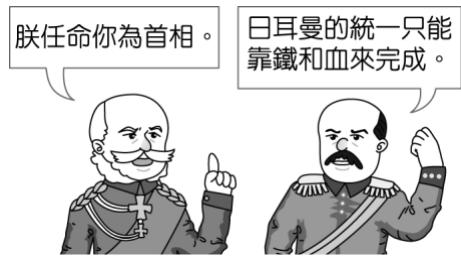 朕任命你為首相。
日耳曼的統一只能
靠鐵和血來完成。